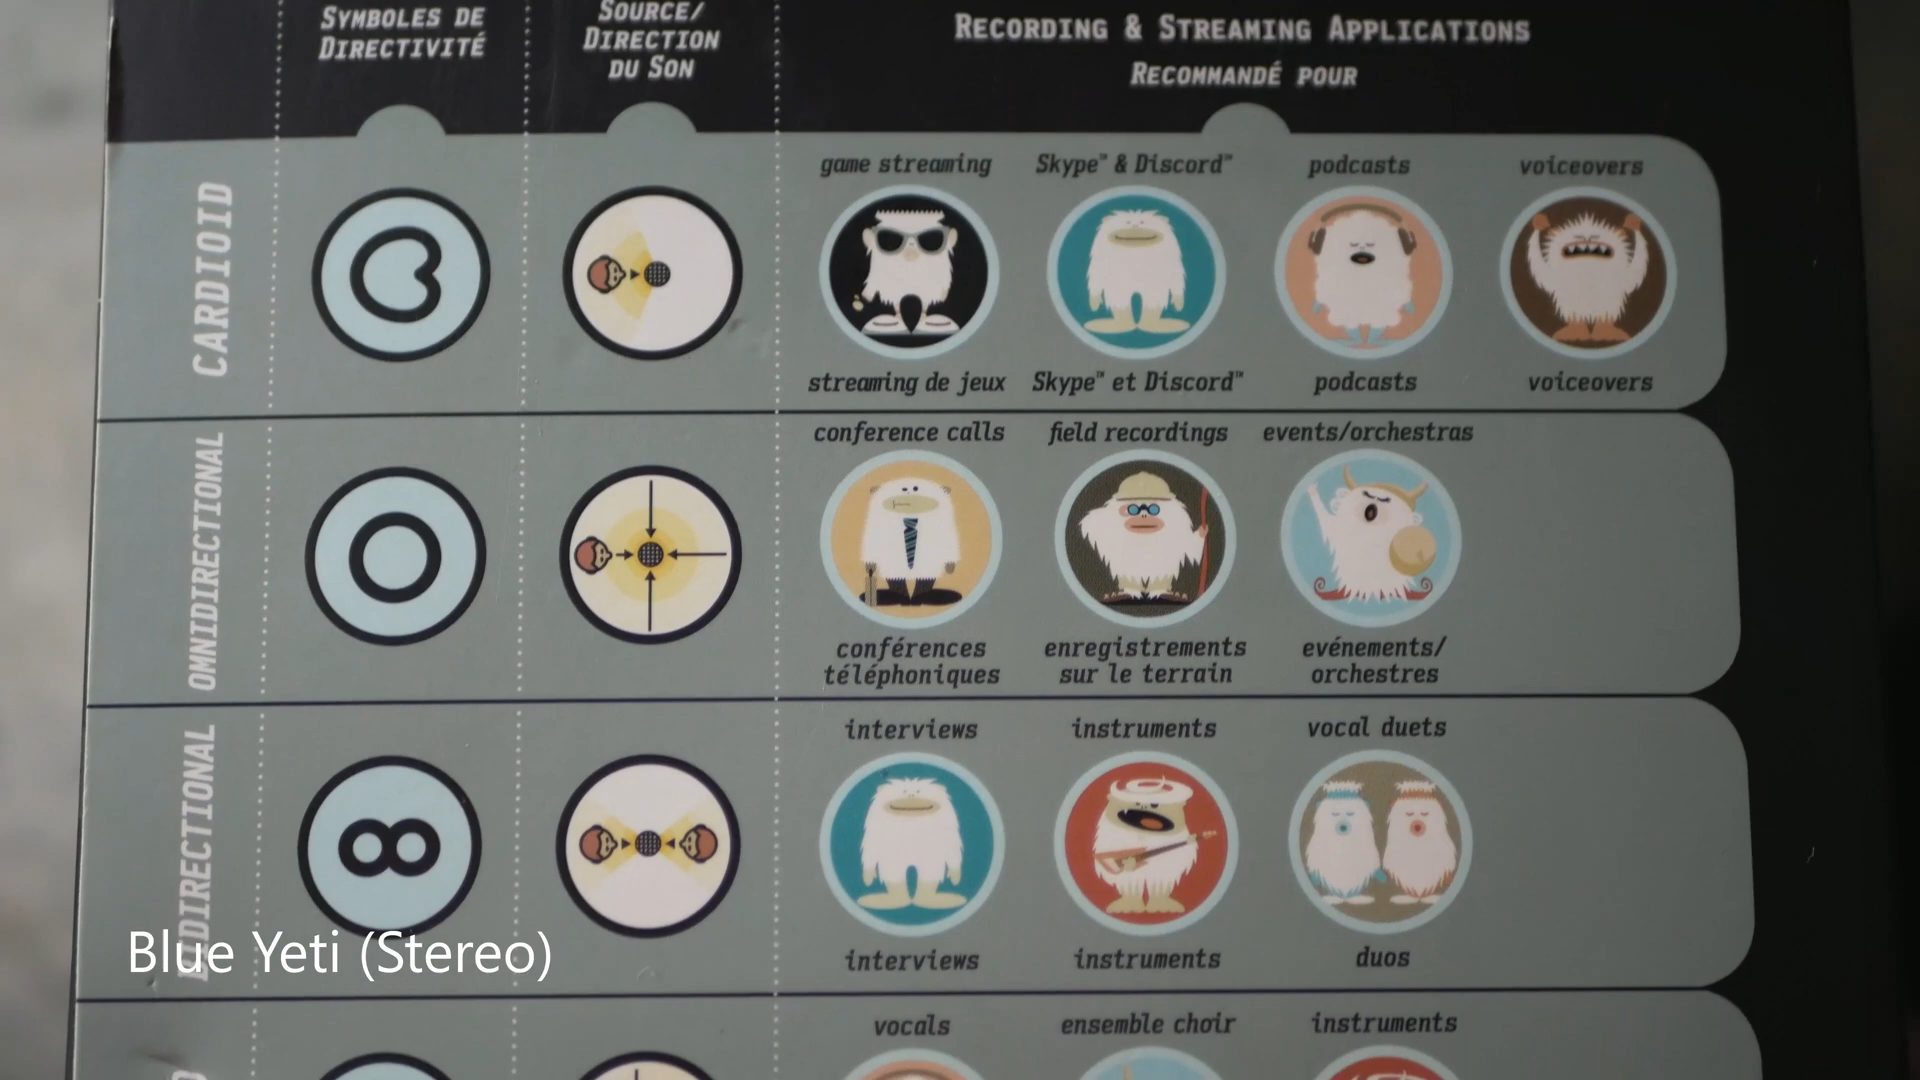 SYMBOLES DE
DIRECTIVITÉ
SOURCE/
DIRECTION
DU SON
RECORDING & STREAMING APPLICATIONS
RECOMMANDÉ POUR
CARDIOID
game streaming
Skype™ & Discord™
podcasts
voiceovers
streaming de jeux
Skype™ et Discord™
podcasts
voiceovers
OMNIDIRECTIONAL
conference calls
field recordings
events/orchestras
conférences
téléphoniques
enregistrements
sur le terrain
evénements/
orchestres
BIDIRECTIONAL
interviews
instruments
vocal duets
interviews
instruments
duos
vocals
ensemble choir
instruments
Blue Yeti (Stereo)